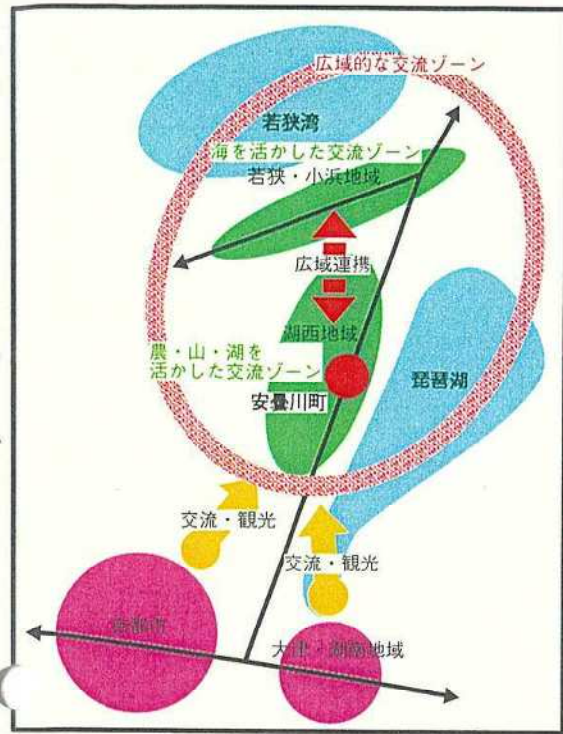 広域的な交流ゾーン
若狭湾
海を活かした交流ゾーン
若狭・小浜地域
広域連携
湖西地域
農・山・湖を
活かした交流ゾーン
琵琶湖
安曇川町
交流・観光
交流・観光
京都市
大津・湖南地域